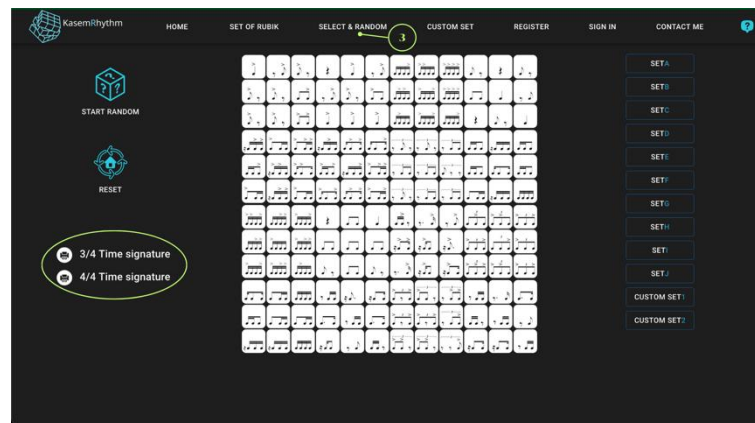 KasemRhythm
HOME
SET OF RUBIK
SELECT & RANDOM
CUSTOM SET
REGISTER
SIGN IN
CONTACT ME
?
3
START RANDOM
RESET
3/4 Time signature
4/4 Time signature
SETA
SETB
SETC
SETD
SETE
SETF
SETG
SETH
SETI
SETJ
CUSTOM SET1
CUSTOM SET2